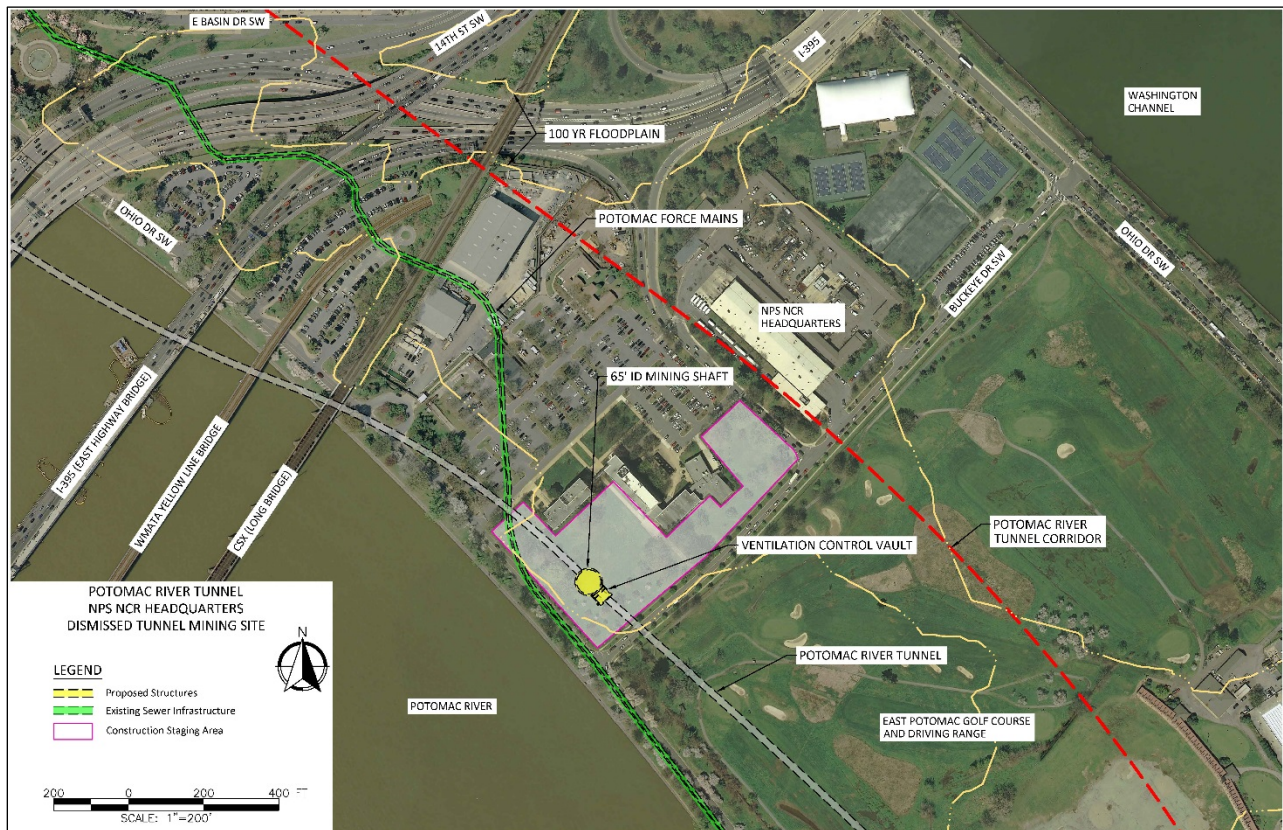 E BASIN DR SW
14TH ST SW
I-395
WASHINGTON
CHANNEL
100 YR FLOODPLAIN
POTOMAC FORCE MAINS
OHIO DR SW
OHIO DR SW
BUCKEYE DR SW
NPS NCR
HEADQUARTERS
65' ID MINING SHAFT
I-395 (EAST HIGHWAY BRIDGE)
WMATA YELLOW LINE BRIDGE
CSX (LONG BRIDGE)
POTOMAC RIVER
TUNNEL CORRIDOR
VENTILATION CONTROL VAULT
POTOMAC RIVER TUNNEL
POTOMAC RIVER
EAST POTOMAC GOLF COURSE
AND DRIVING RANGE
POTOMAC RIVER TUNNEL
NPS NCR HEADQUARTERS
DISMISSED TUNNEL MINING SITE
N
LEGEND
Proposed Structures
Existing Sewer Infrastructure
Construction Staging Area
200 0 200 400 FT
SCALE: 1"=200'